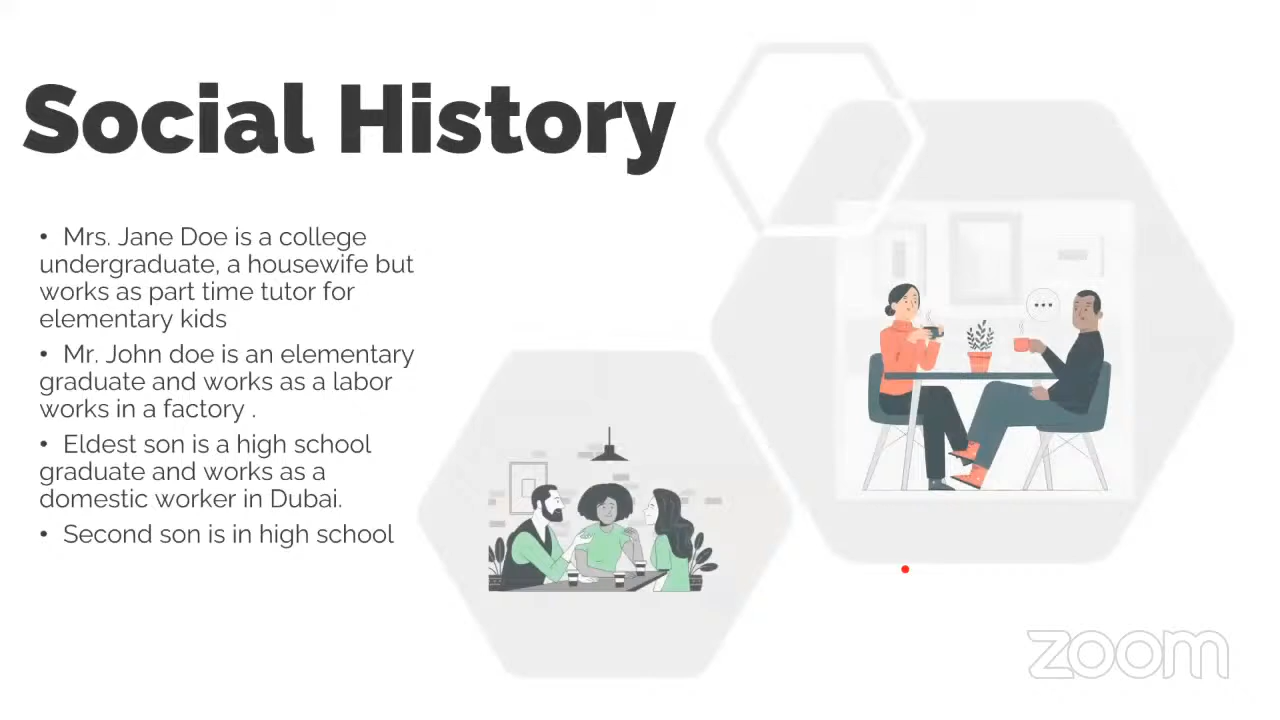 Social History
• Mrs. Jane Doe is a college
undergraduate, a housewife but
works as part time tutor for
elementary kids
• Mr. John doe is an elementary
graduate and works as a labor
works in a factory .
• Eldest son is a high school
graduate and works as a
domestic worker in Dubai.
• Second son is in high school
zoom